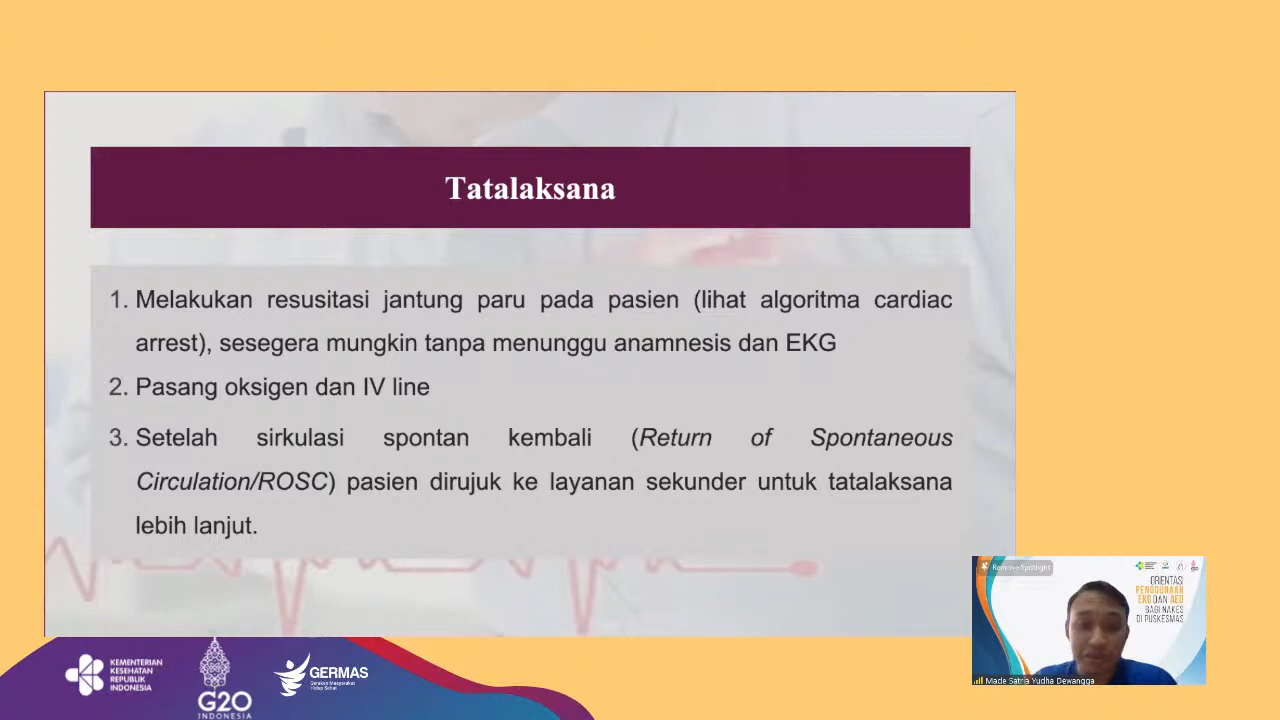 Tatalaksana
1. Melakukan resusitasi jantung paru pada pasien (lihat algoritma cardiac
arrest), sesegera mungkin tanpa menunggu anamnesis dan EKG
2. Pasang oksigen dan IV line
3. Setelah sirkulasi spontan kembali (Return of Spontaneous
Circulation/ROSC) pasien dirujuk ke layanan sekunder untuk tatalaksana
lebih lanjut.
Remove Spotlight
ORIENTASI
PENGGUNAAN
EKG DAN AED
BAGI NAKES
DI PUSKESMAS
Made Satria Yudha Dewangga
KEMENTERIAN
KESEHATAN
REPUBLIK
INDONESIA
G20
INDONESIA
GERMAS
Gerakan Masyarakat
Hidup Sehat